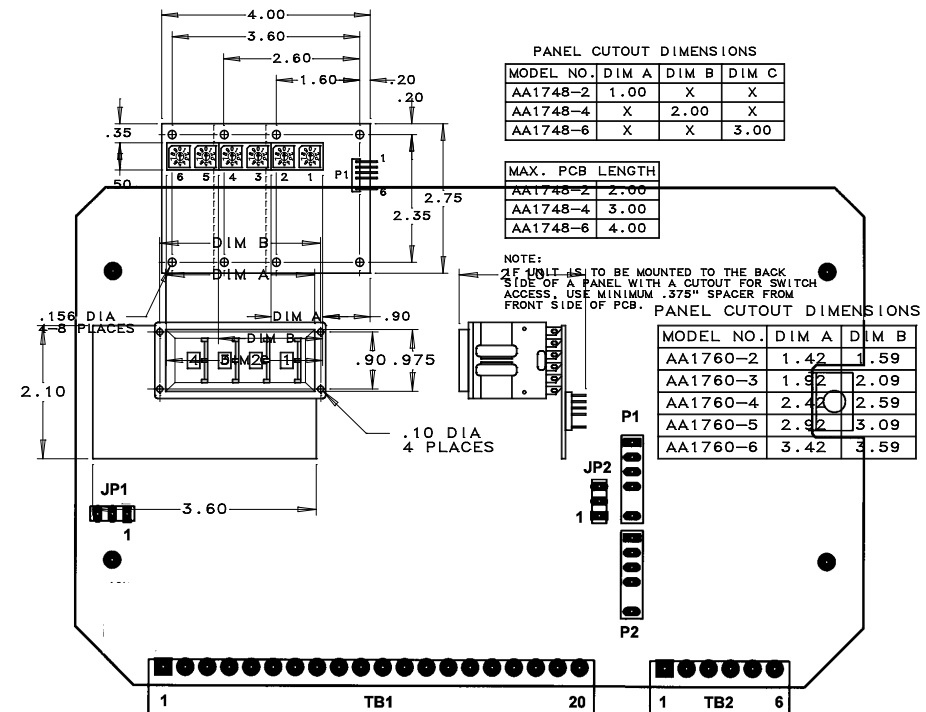 4.00
3.60
2.60
1.60 .20
.20
.35
.50
6 5 4 3 2 1
P1
1
6
2.75
2.35
DIM B
DIM A
.156 DIA
4-8 PLACES
DIM A .90
DIM B
.90 .975
2.10
.10 DIA
4 PLACES
3.60
PANEL CUTOUT DIMENSIONS
MODEL NO. DIM A DIM B DIM C
AA1748-2 1.00 X X
AA1748-4 X 2.00 X
AA1748-6 X X 3.00
MAX. PCB LENGTH
AA1748-2 2.00
AA1748-4 3.00
AA1748-6 4.00
NOTE:
IF UNIT IS TO BE MOUNTED TO THE BACK
SIDE OF A PANEL WITH A CUTOUT FOR SWITCH
ACCESS, USE MINIMUM .375" SPACER FROM
FRONT SIDE OF PCB.
2.10
PANEL CUTOUT DIMENSIONS
MODEL NO. DIM A DIM B
AA1760-2 1.42 1.59
AA1760-3 1.92 2.09
AA1760-4 2.42 2.59
AA1760-5 2.92 3.09
AA1760-6 3.42 3.59
P1
JP2
1
JP1
1
P2
1 TB1 20
1 TB2 6